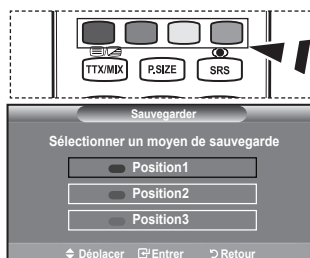 TTX/MIX P.SIZE SRS
Sauvegarder
Sélectionner un moyen de sauvegarde
Position1
Position2
Position3
Déplacer Entrer Retour